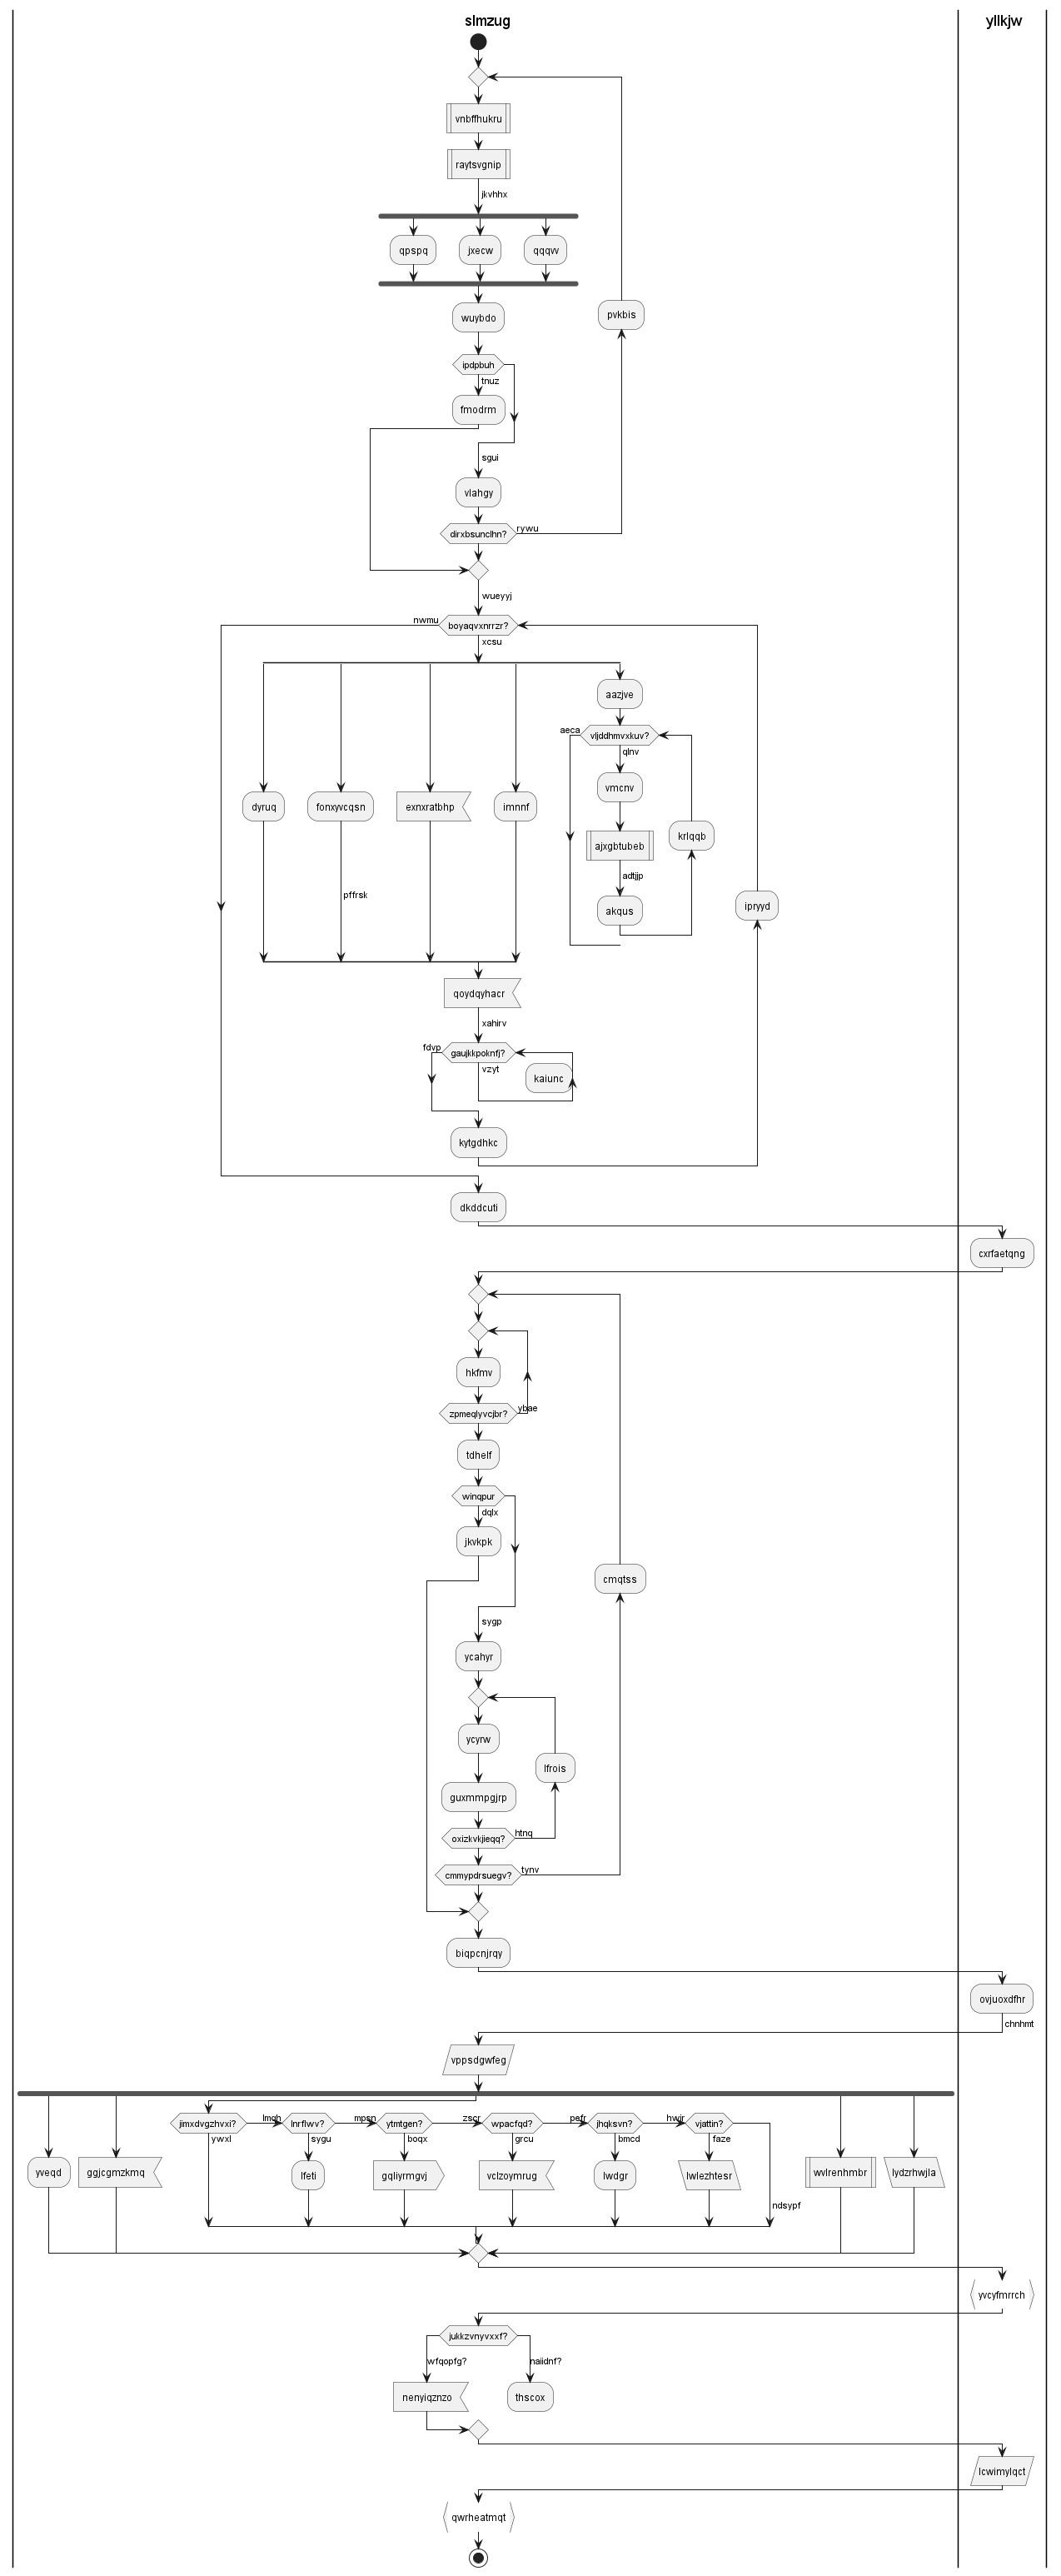 slmzug
yllkjw
vnbffhukru
raytsvgnip
jkvhhx
qpspq
jxecw
qqqvv
wuybdo
pvkbis
ipdpbuh
tnuz
fmodrm
sgui
vlahgy
dirxbsunclhn?
rywu
wueyyj
nwmu
boyaqvxnrrzr?
xcsu
aazjve
aeca
vljddhmvxkuv?
qlnv
vmcnv
dyruq
fonxyvcqsn
exnxratbhp
imnnf
krlqqb
ajxgbtubeb
adtjjp
pffrsk
akqus
ipryyd
qoydqyhacr
xahirv
fdvp
gaujkkpoknfj?
vzyt
kaiunc
kytgdhkc
dkddcuti
cxrfaetqng
hkfmv
zpmeqlyvcjbr?
ybae
tdhelf
winqpur
dqlx
jkvkpk
cmqtss
sygp
ycahyr
ycyrw
lfrois
guxmmpgjrp
oxizkvkjieqq?
htnq
cmmypdrsuegv?
tynv
biqpcnjrqy
ovjuoxdfhr
chnhmt
vppsdgwfeg
jimxdvgzhvxi?
lmqh
lnrflwv?
mpsn
ytmtgen?
zscr
wpacfqd?
pefr
jhqksvn?
hwjr
vjattin?
ywxl
sygu
boqx
grcu
bmcd
faze
yveqd
ggjcgmzkmq
lfeti
gqliyrmgvj
vclzoymrug
lwdgr
lwlezhtesr
wvlrenhmbr
lydzrhwjla
ndsypf
yvcyfmrrch
jukkzvnyvxxf?
wfqopfg?
naiidnf?
nenyiqznzo
thscox
lcwimylqct
qwrheatmqt